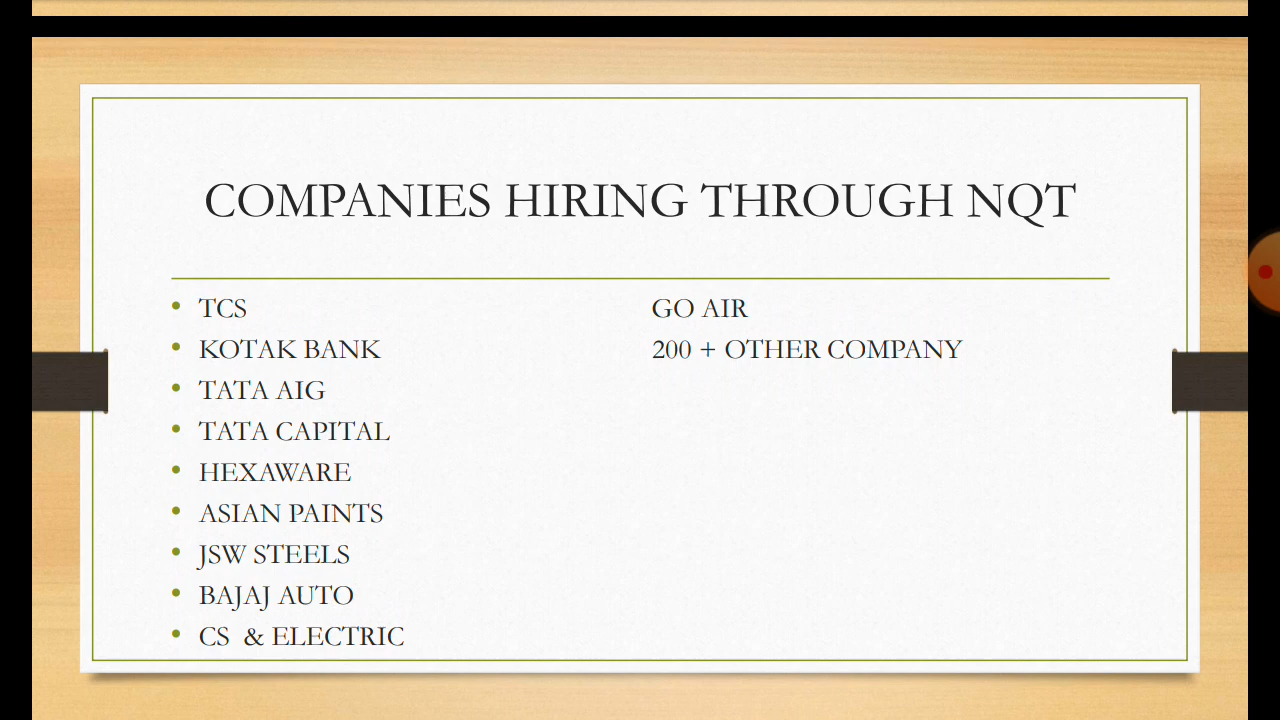 COMPANIES HIRING THROUGH NQT
TCS
KOTAK BANK
TATA AIG
TATA CAPITAL
HEXAWARE
ASIAN PAINTS
JSW STEELS
BAJAJ AUTO
CS & ELECTRIC
GO AIR
200 + OTHER COMPANY